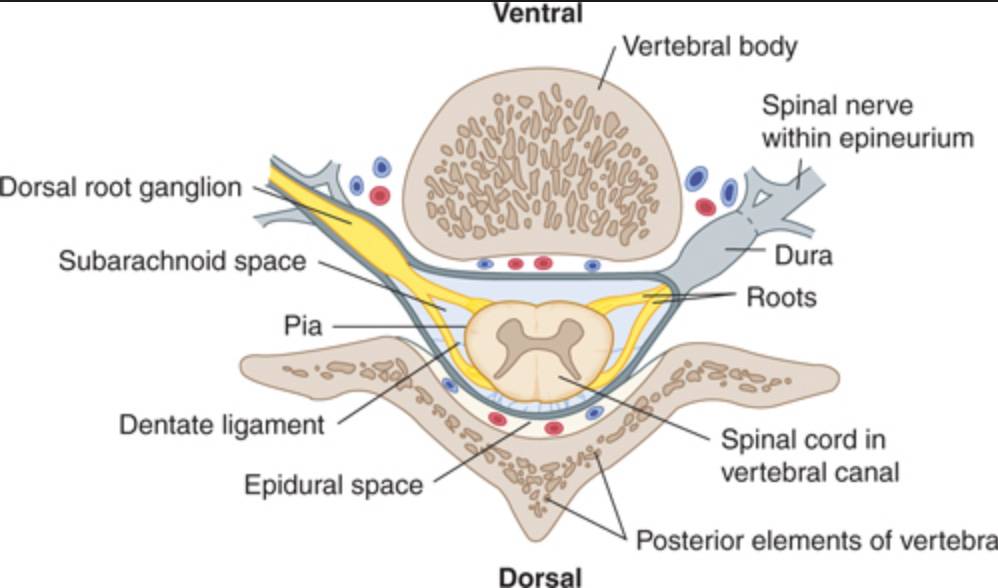 Ventral
Vertebral body
Spinal nerve
within epineurium
Dorsal root ganglion
Subarachnoid space
Dura
Roots
Pia
Dentate ligament
Spinal cord in
vertebral canal
Epidural space
Posterior elements of vertebra
Dorsal